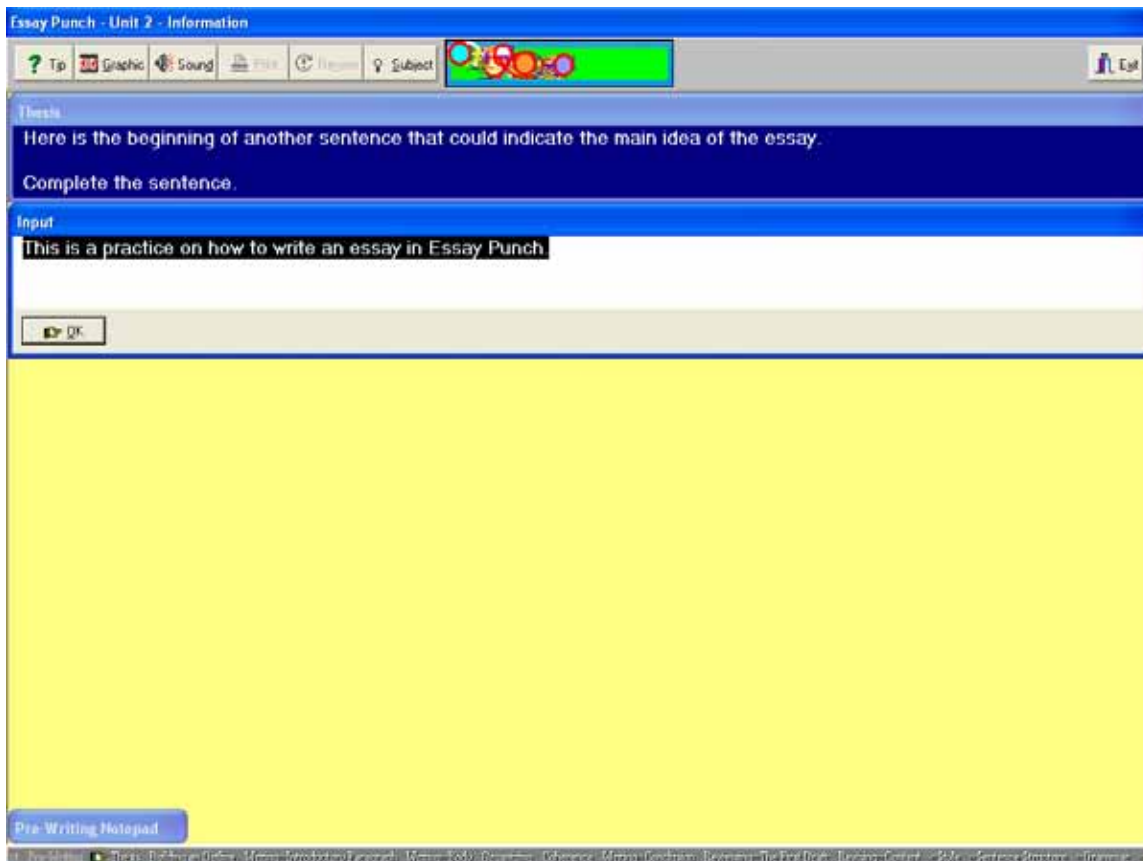 Essay Punch - Unit 2 - Information
? Tip Graphic Sound Print Subject Exit
Thesis
Here is the beginning of another sentence that could indicate the main idea of the essay.
Complete the sentence.
Input
This is a practice on how to write an essay in Essay Punch.
OK
Pre-Writing Notepad